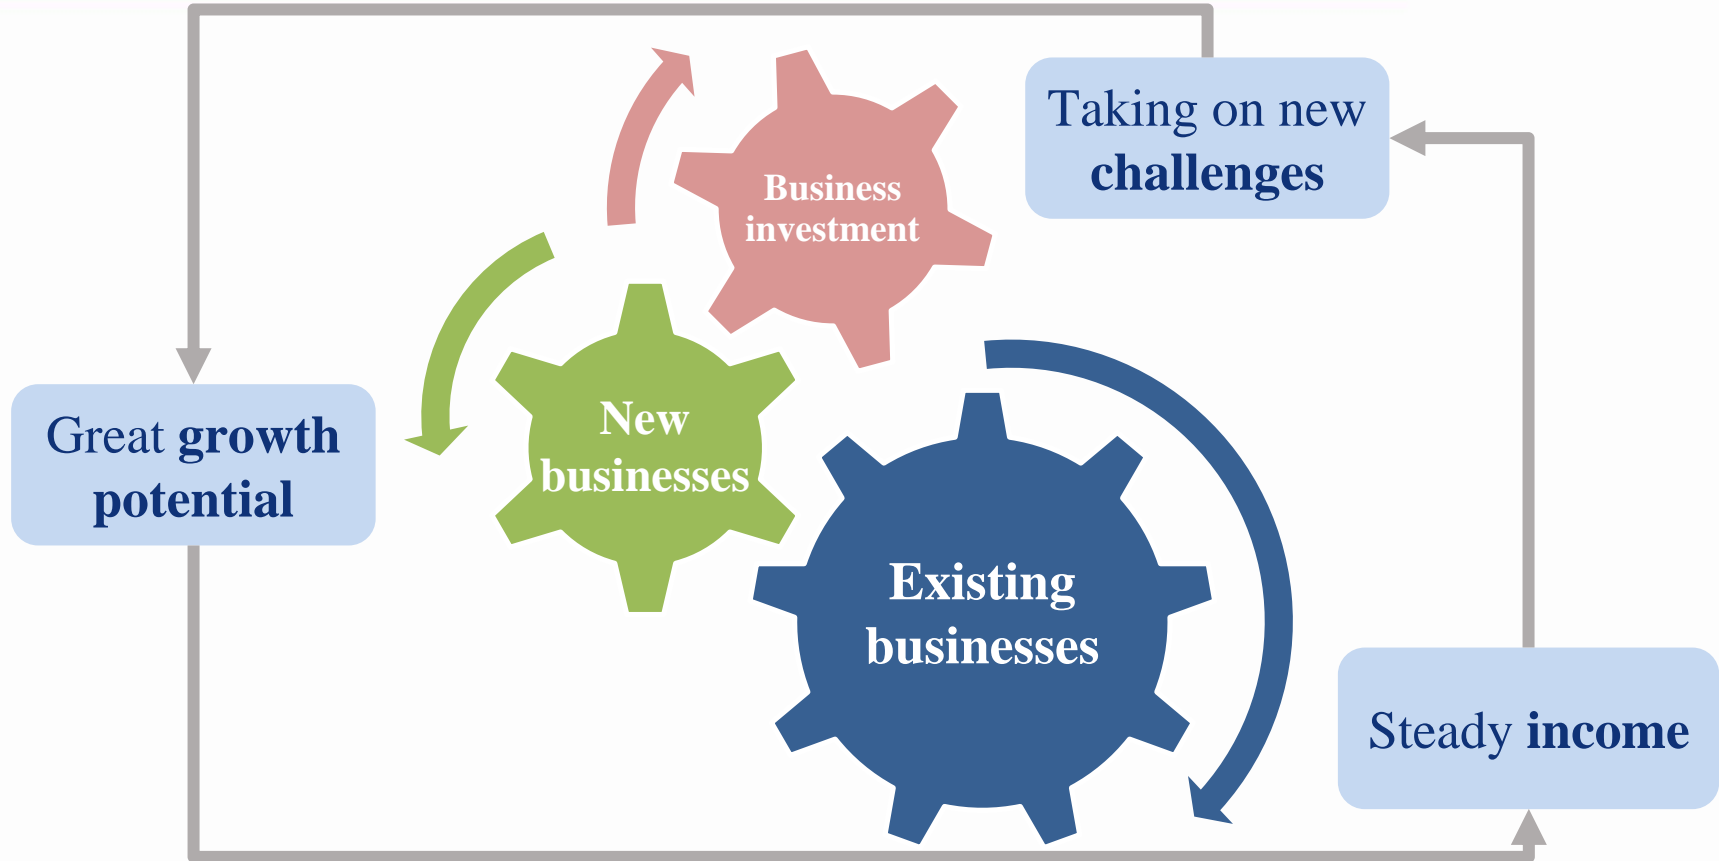 Taking on new
challenges
Business
investment
Great growth
potential
New
businesses
Existing
businesses
Steady income